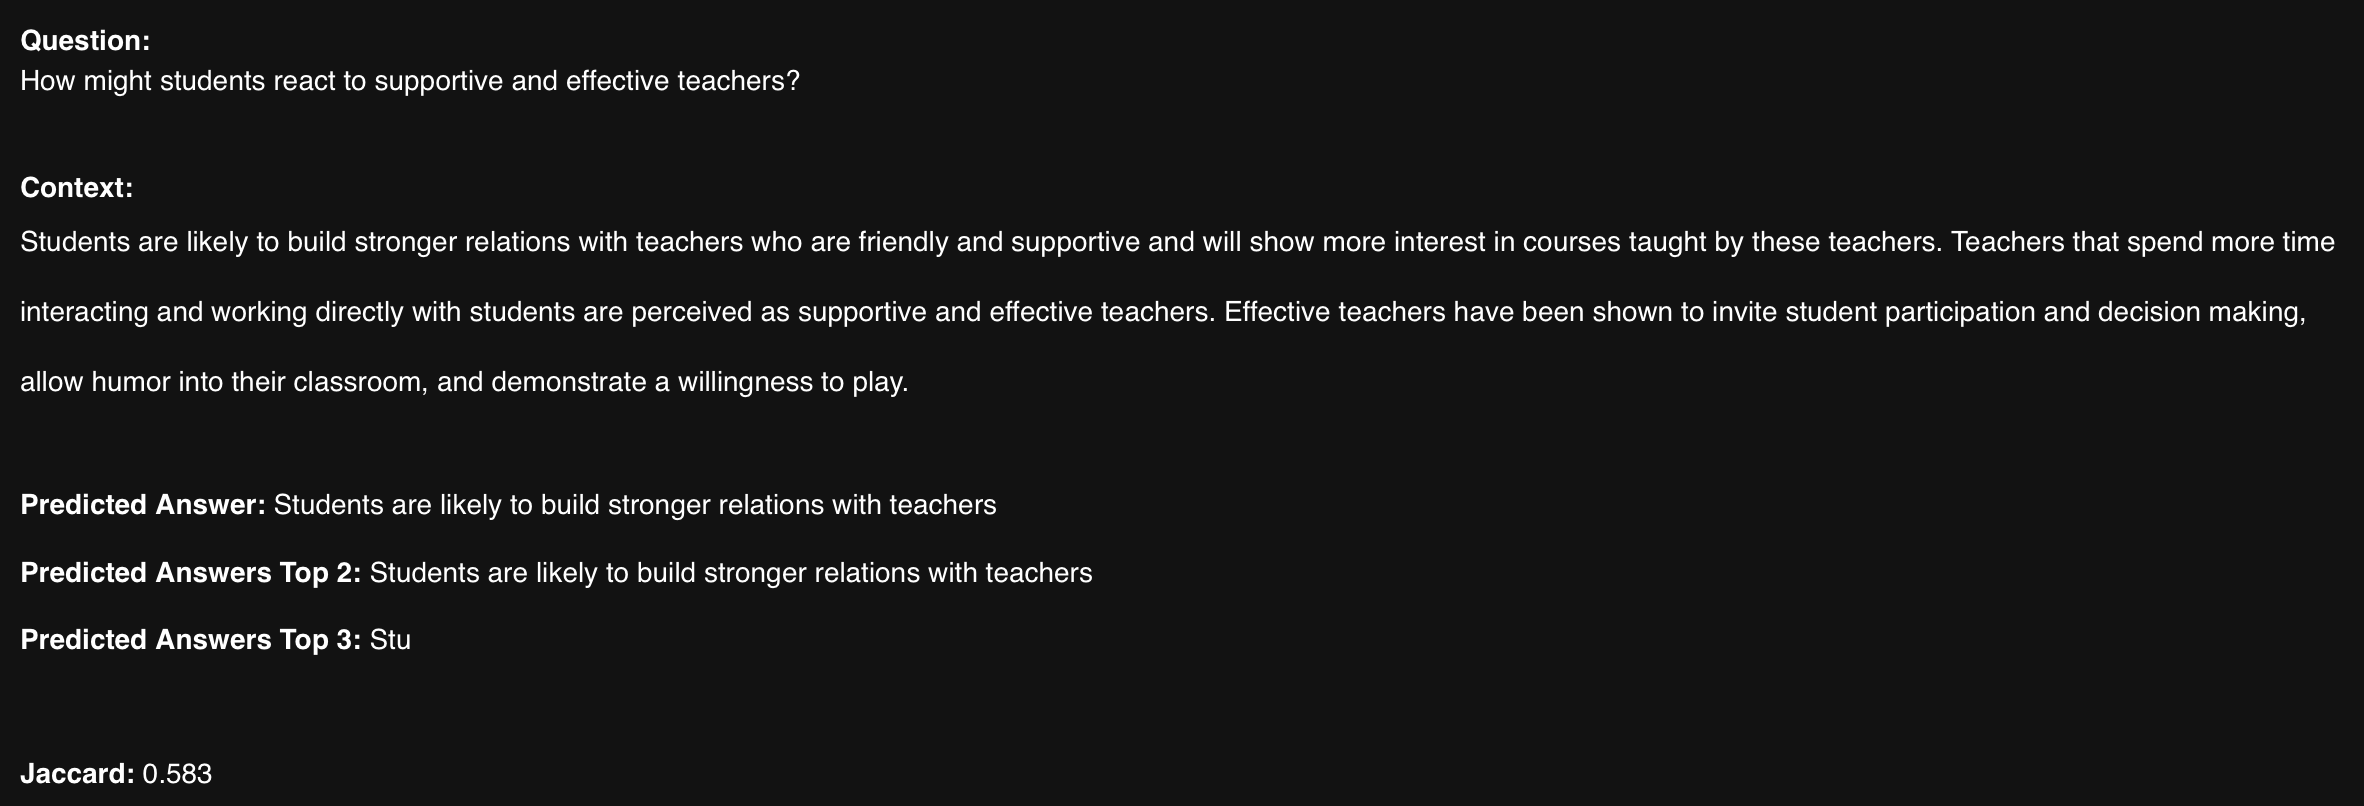 Question:
How might students react to supportive and effective teachers?
Context:
Students are likely to build stronger relations with teachers who are friendly and supportive and will show more interest in courses taught by these teachers. Teachers that spend more time
interacting and working directly with students are perceived as supportive and effective teachers. Effective teachers have been shown to invite student participation and decision making,
allow humor into their classroom, and demonstrate a willingness to play.
Predicted Answer: Students are likely to build stronger relations with teachers
Predicted Answers Top 2: Students are likely to build stronger relations with teachers
Predicted Answers Top 3: Stu
Jaccard: 0.583